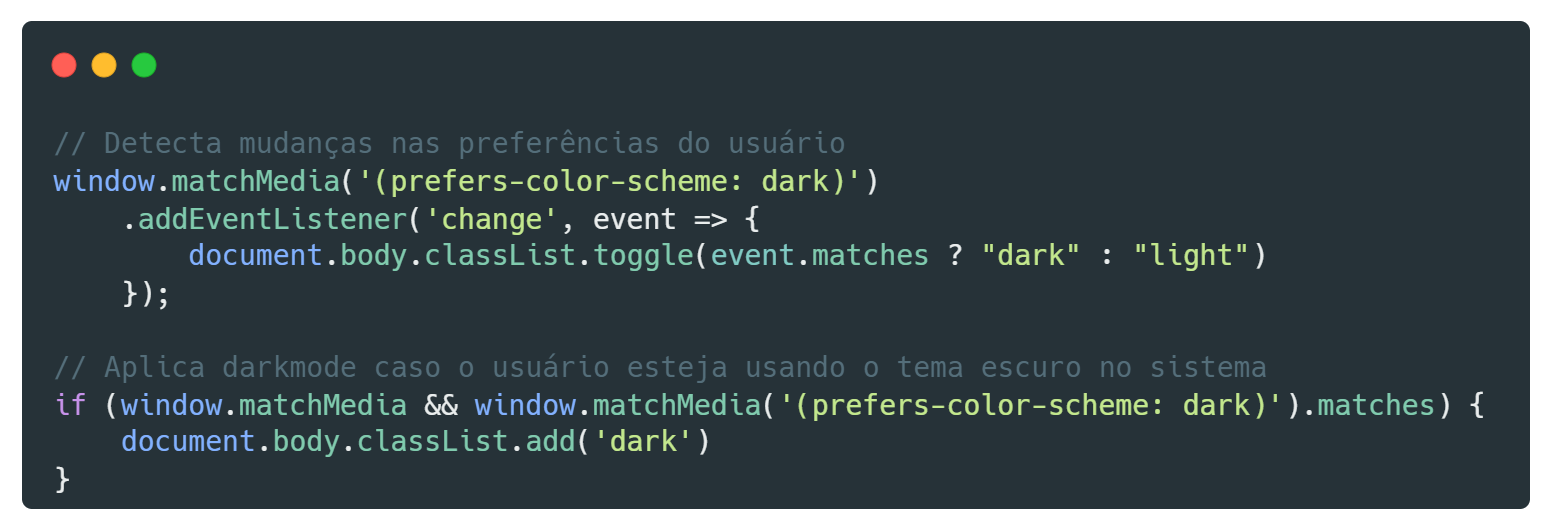 // Detecta mudanças nas preferências do usuário
window.matchMedia('(prefers-color-scheme: dark)')
    .addEventListener('change', event => {
        document.body.classList.toggle(event.matches ? "dark" : "light")
    });

// Aplica darkmode caso o usuário esteja usando o tema escuro no sistema
if (window.matchMedia && window.matchMedia('(prefers-color-scheme: dark)').matches) {
    document.body.classList.add('dark')
}